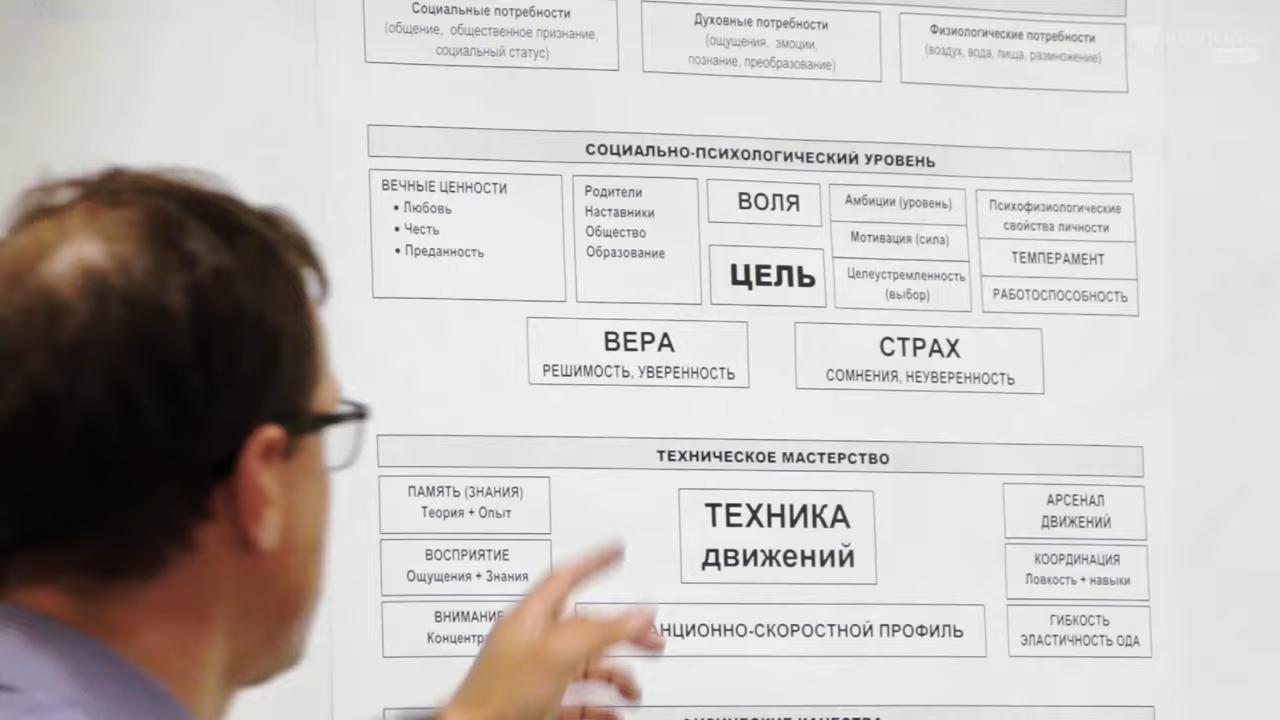 Социальные потребности
(общение, общественное признание,
социальный статус)
Духовные потребности
(ощущения, эмоции,
познание, преобразование)
Физиологические потребности
(воздух, вода, пища, размножение)
СОЦИАЛЬНО-ПСИХОЛОГИЧЕСКИЙ УРОВЕНЬ
ВЕЧНЫЕ ЦЕННОСТИ
• Любовь
• Честь
• Преданность
Родители
Наставники
Общество
Образование
ВОЛЯ
ЦЕЛЬ
Амбиции (уровень)
Мотивация (сила)
Целеустремленность
(выбор)
Психофизиологические
свойства личности
ТЕМПЕРАМЕНТ
РАБОТОСПОСОБНОСТЬ
ВЕРА
РЕШИМОСТЬ, УВЕРЕННОСТЬ
СТРАХ
СОМНЕНИЯ, НЕУВЕРЕННОСТЬ
ТЕХНИЧЕСКОЕ МАСТЕРСТВО
ПАМЯТЬ (ЗНАНИЯ)
Теория + Опыт
ВОСПРИЯТИЕ
Ощущения + Знания
ВНИМАНИЕ
ТЕХНИКА
движений
СКОРОСТНОЙ ПРОФИЛЬ
АРСЕНАЛ
ДВИЖЕНИЙ
КООРДИНАЦИЯ
Ловкость + навыки
ГИБКОСТЬ
ЭЛАСТИЧНОСТЬ ОДА